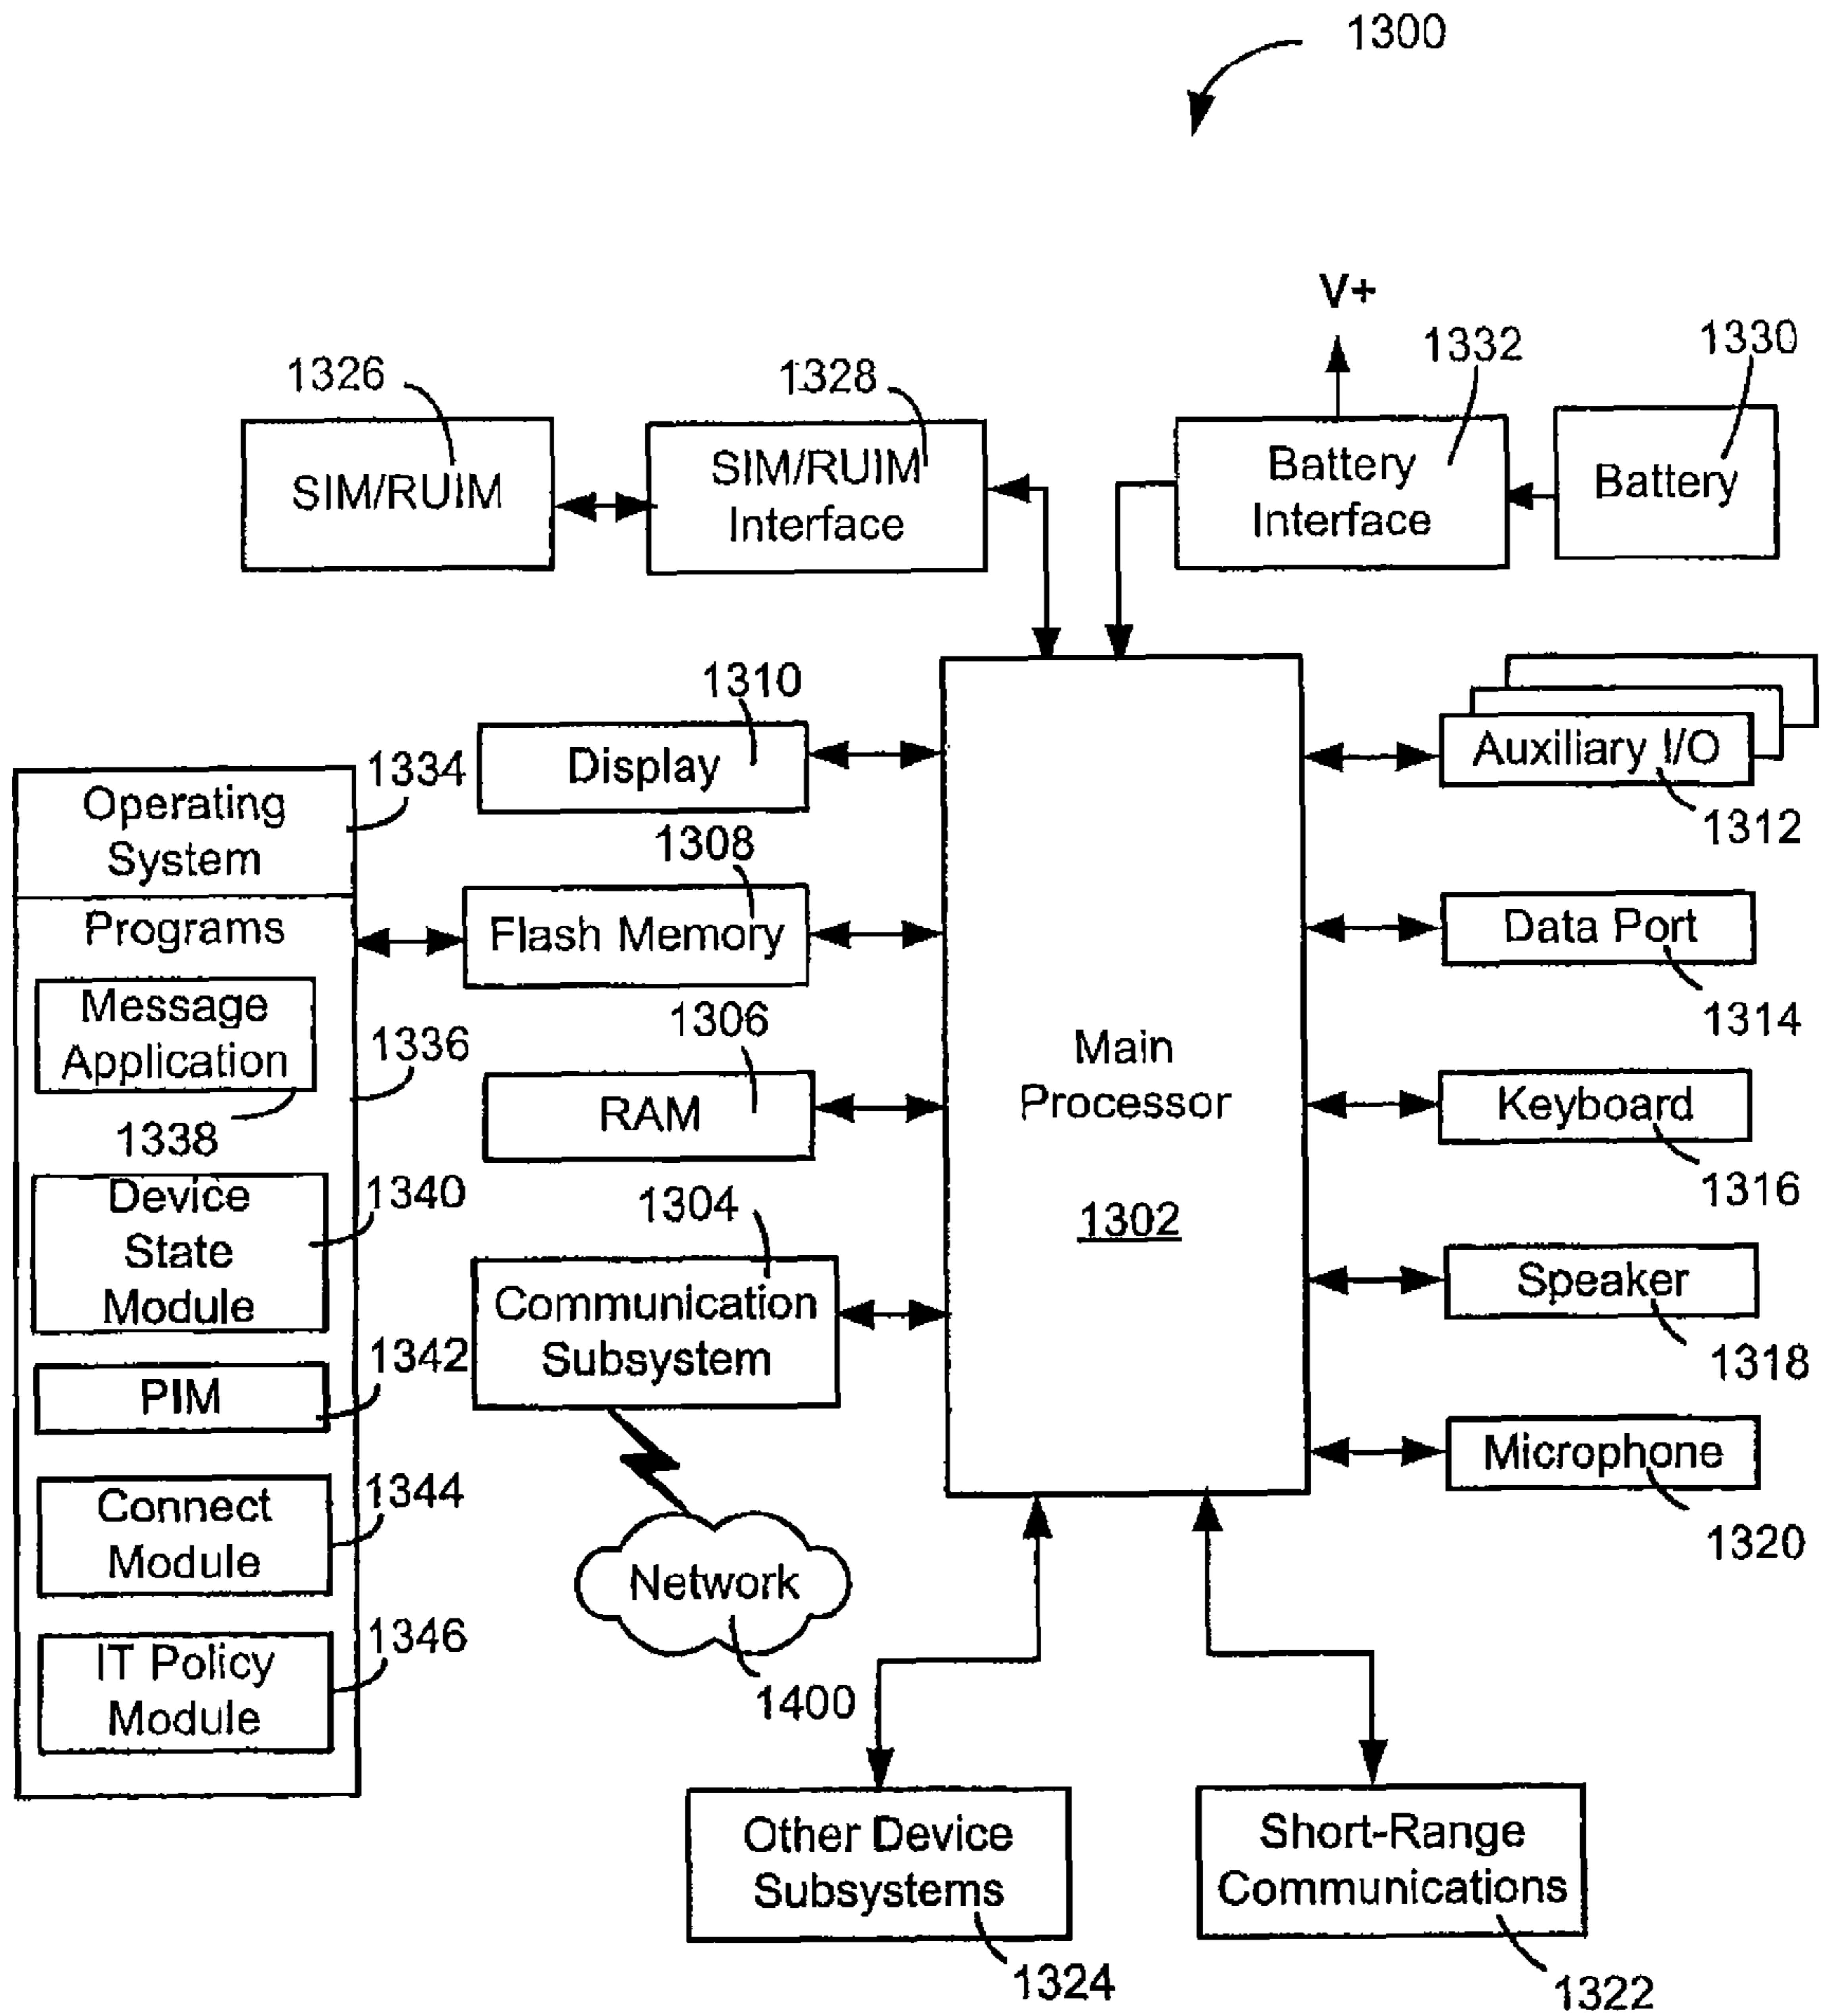 1300
V+
1326
1328
1332
1330
SIM/RUIM
SIM/RUIM
Interface
Battery
Interface
Battery
1310
Display
Auxiliary I/O
1312
1334
Operating
System
1308
Flash Memory
Data Port
1314
Programs
Message
Application
1338
1336
1306
RAM
Main
Processor
1302
Keyboard
1316
Device
State
Module
1340
1304
Communication
Subsystem
Speaker
1318
PIM
1342
Microphone
1320
Connect
Module
1344
Network
1400
IT Policy
Module
1346
Other Device
Subsystems
1324
Short-Range
Communications
1322